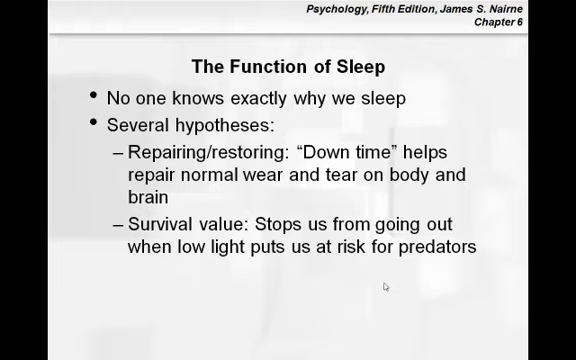 Psychology, Fifth Edition, James S. Nairne
Chapter 6
The Function of Sleep
• No one knows exactly why we sleep
• Several hypotheses:
– Repairing/restoring: “Down time” helps
repair normal wear and tear on body and
brain
– Survival value: Stops us from going out
when low light puts us at risk for predators